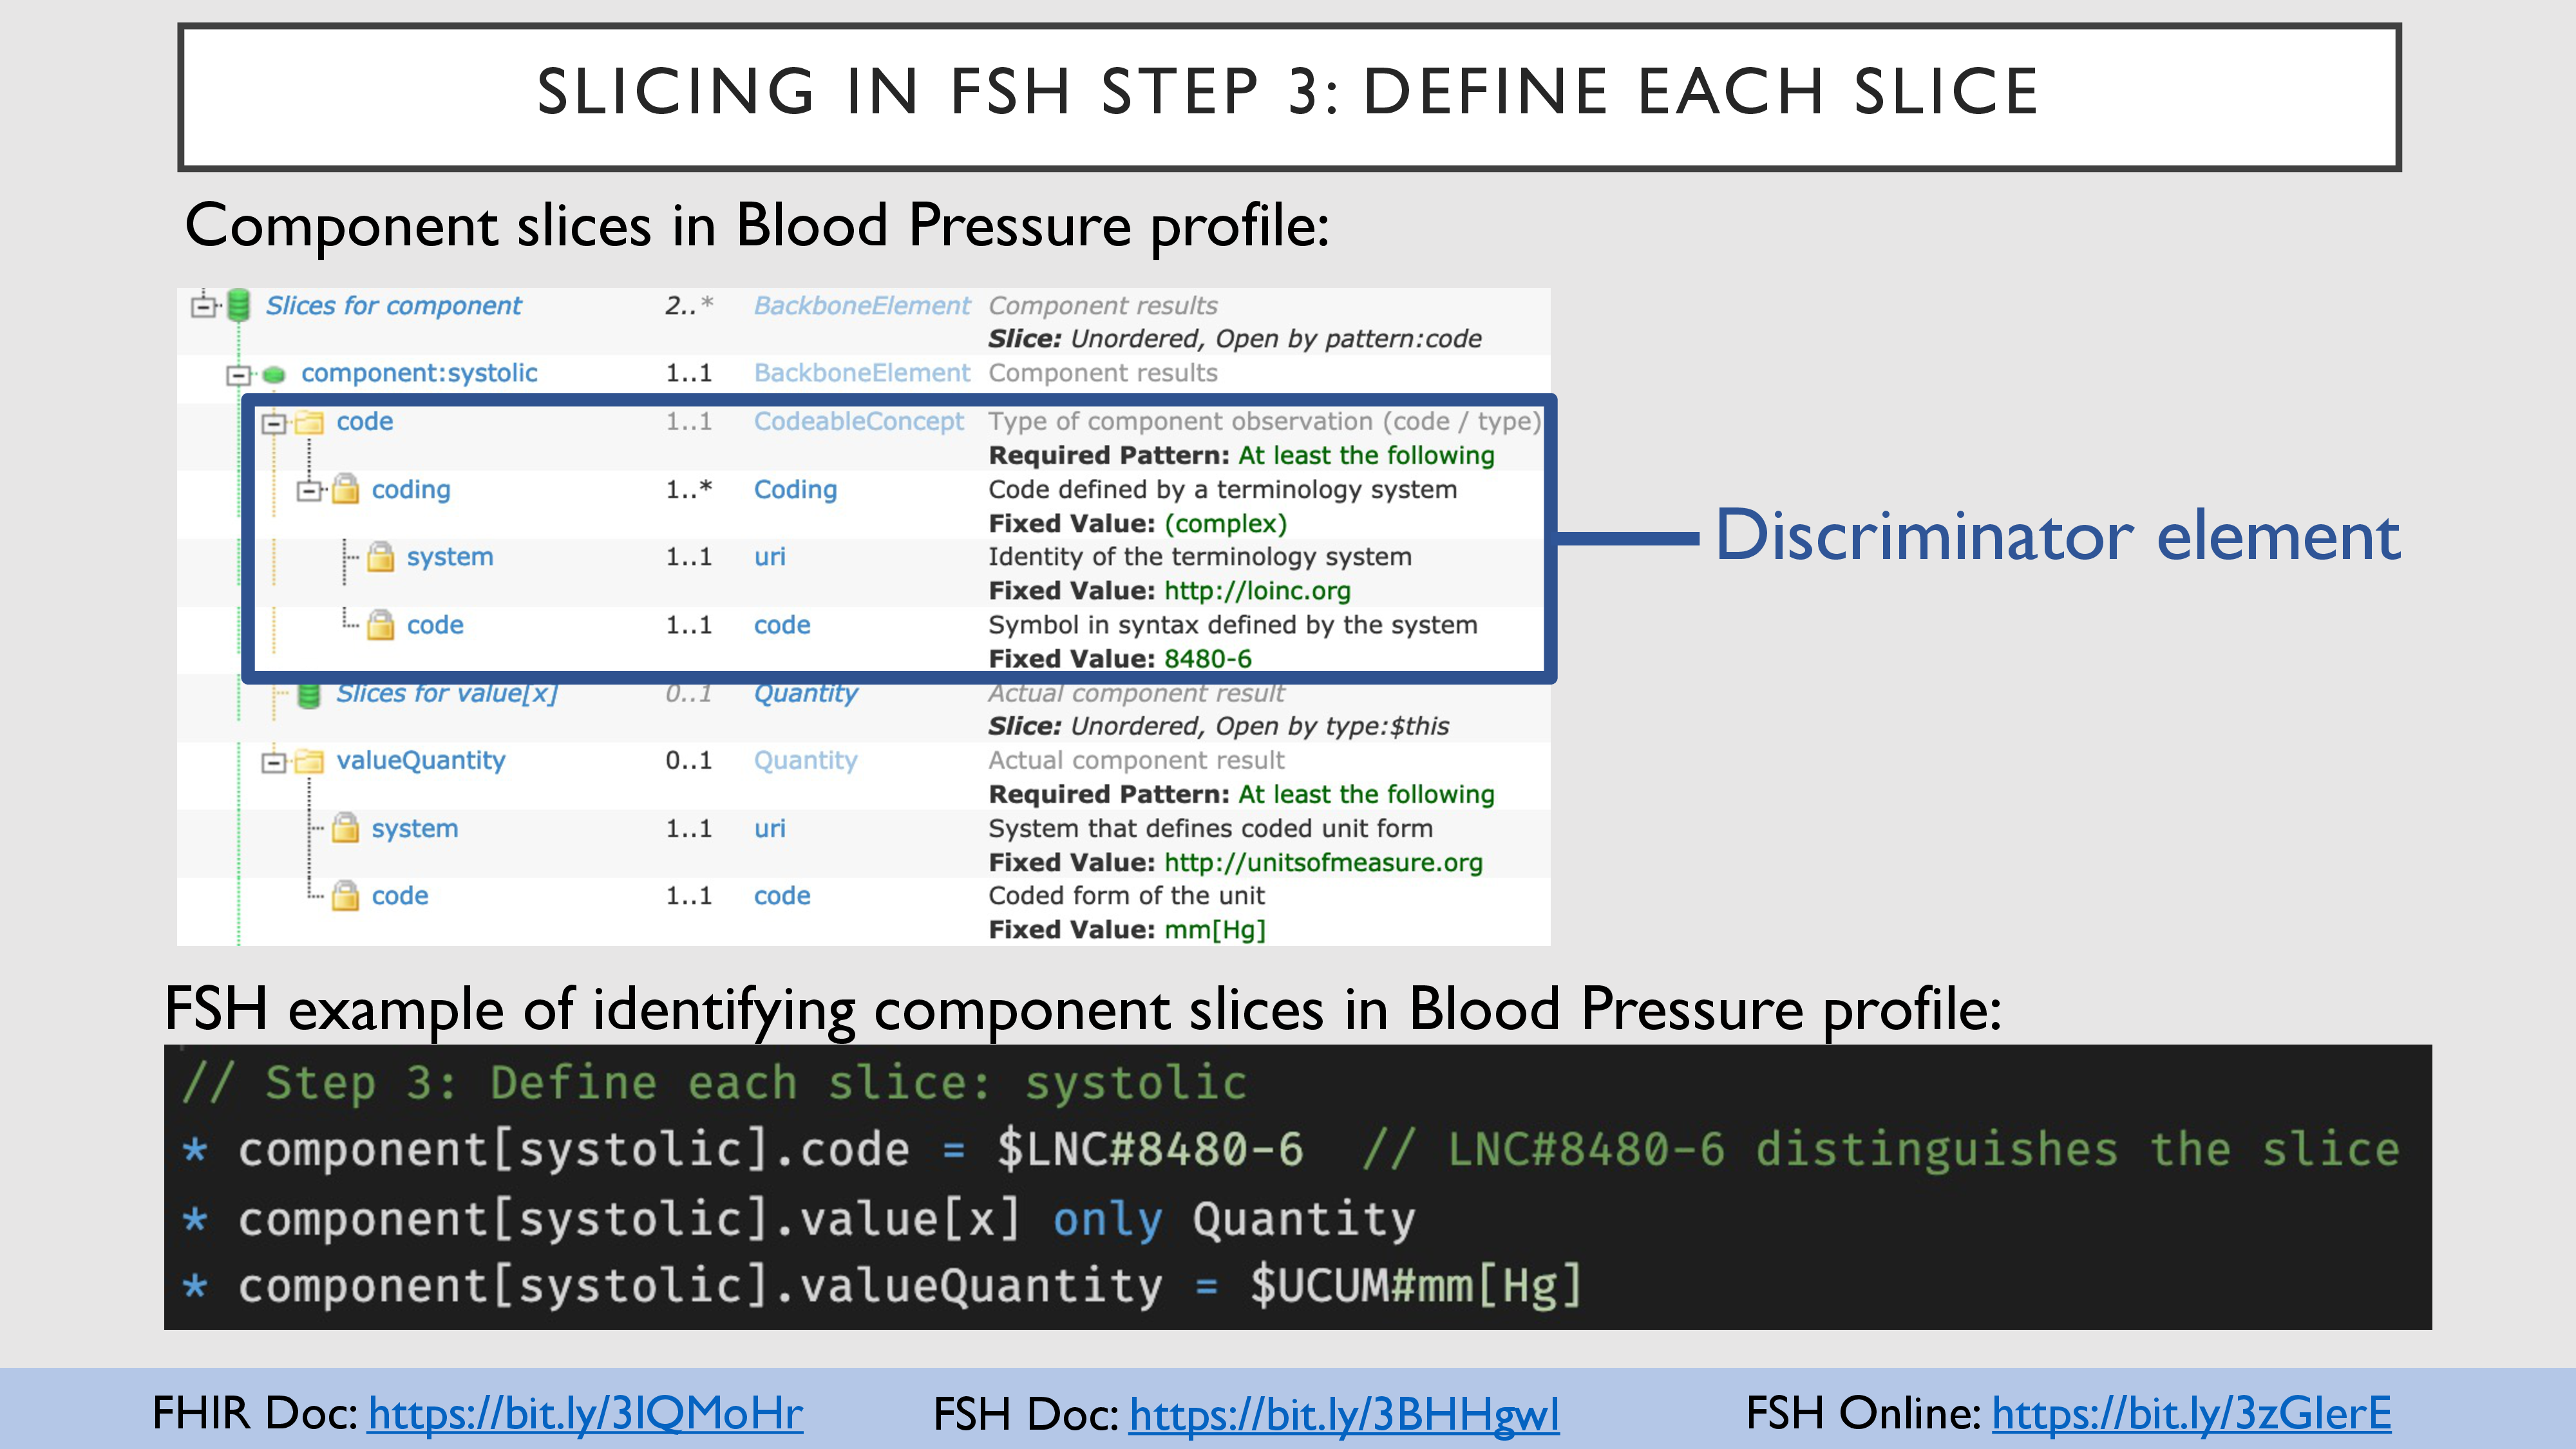 SLICING IN FSH STEP 3: DEFINE EACH SLICE
Component slices in Blood Pressure profile:
Slices for component 2..* BackboneElement Component results
Slice: Unordered, Open by pattern:code
component:systolic 1..1 BackboneElement Component results
code 1..1 CodeableConcept Type of component observation (code / type)
Required Pattern: At least the following
coding 1..* Coding Code defined by a terminology system
Fixed Value: (complex)
system 1..1 uri Identity of the terminology system
Fixed Value: http://loinc.org
code 1..1 code Symbol in syntax defined by the system
Fixed Value: 8480-6
Slices for value[x] 0..1 Quantity Actual component result
Slice: Unordered, Open by type:$this
valueQuantity 0..1 Quantity Actual component result
Required Pattern: At least the following
system 1..1 uri System that defines coded unit form
Fixed Value: http://unitsofmeasure.org
code 1..1 code Coded form of the unit
Fixed Value: mm[Hg]
Discriminator element
FSH example of identifying component slices in Blood Pressure profile:
// Step 3: Define each slice: systolic
* component[systolic].code = $LNC#8480-6 // LNC#8480-6 distinguishes the slice
* component[systolic].value[x] only Quantity
* component[systolic].valueQuantity = $UCUM#mm[Hg]
FHIR Doc: https://bit.ly/3lQMoHr FSH Doc: https://bit.ly/3BHHgwl FSH Online: https://bit.ly/3zGlerE